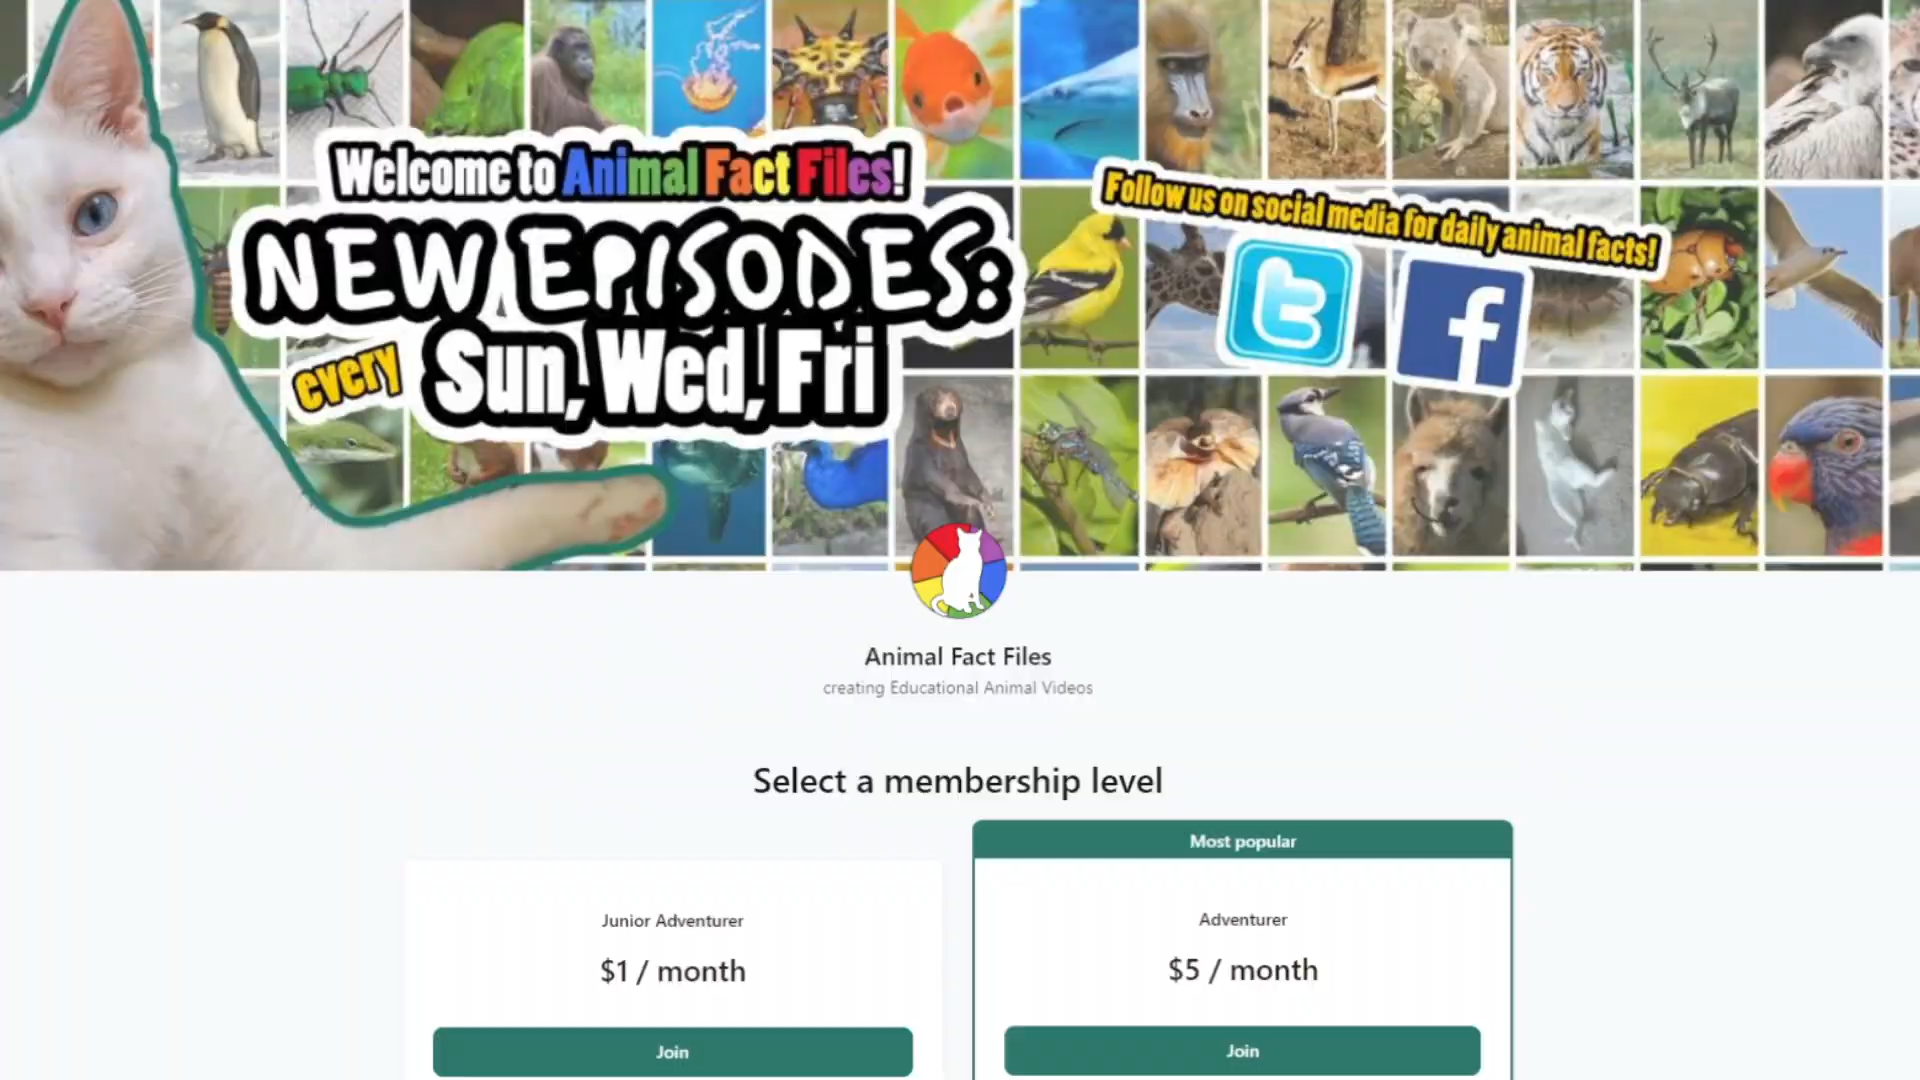 Welcome to Animal Fact Files!
NEW EPISODES:
every Sun, Wed, Fri
Follow us on social media for daily animal facts!
t
f
Animal Fact Files
creating Educational Animal Videos
Select a membership level
Most popular
Junior Adventurer
$1 / month
Join
Adventurer
$5 / month
Join